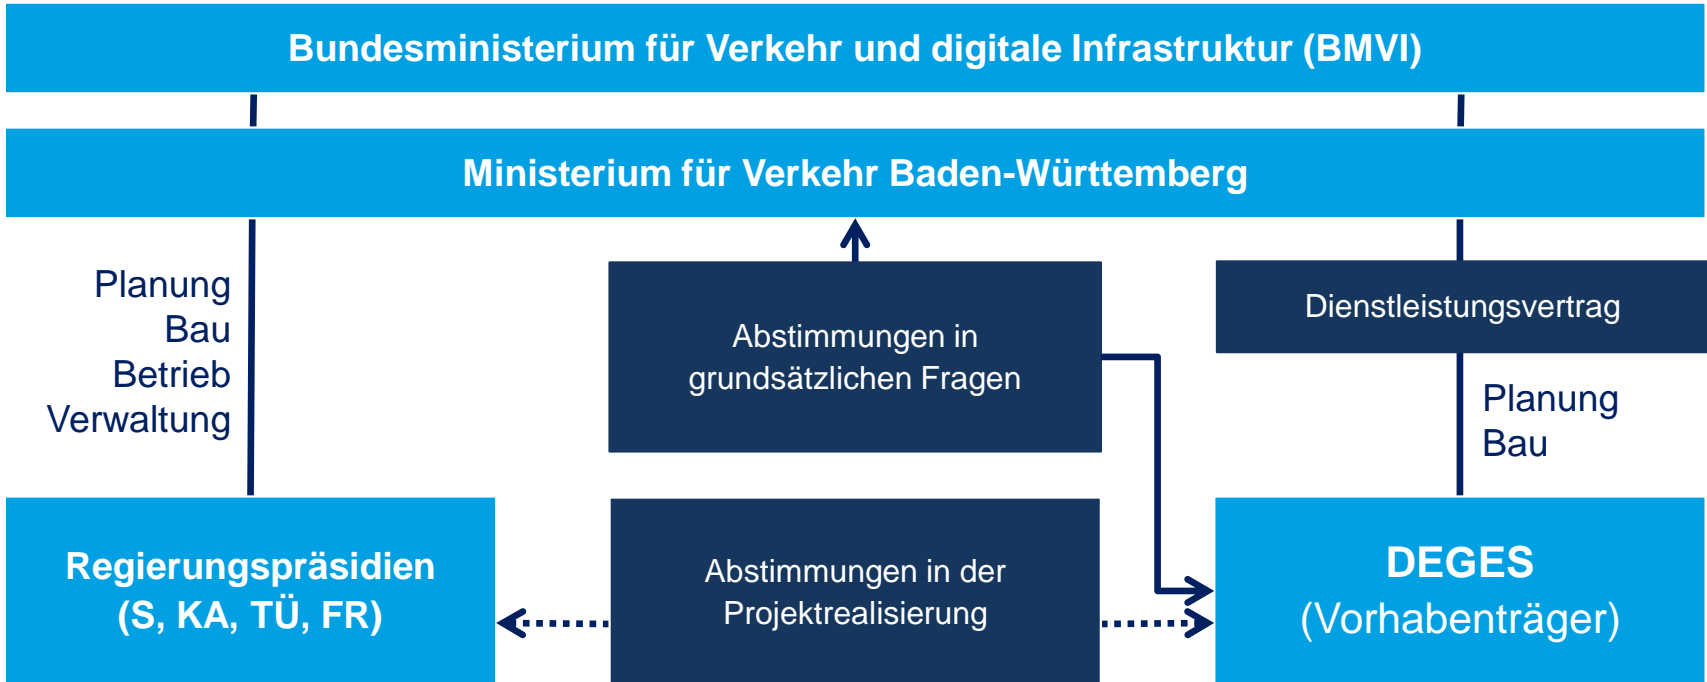 Bundesministerium für Verkehr und digitale Infrastruktur (BMVI)
Ministerium für Verkehr Baden-Württemberg
Planung
Bau
Betrieb
Verwaltung
Abstimmungen in
grundsätzlichen Fragen
Dienstleistungsvertrag
Planung
Bau
Regierungspräsidien
(S, KA, TÜ, FR)
Abstimmungen in der
Projektrealisierung
DEGES
(Vorhabenträger)